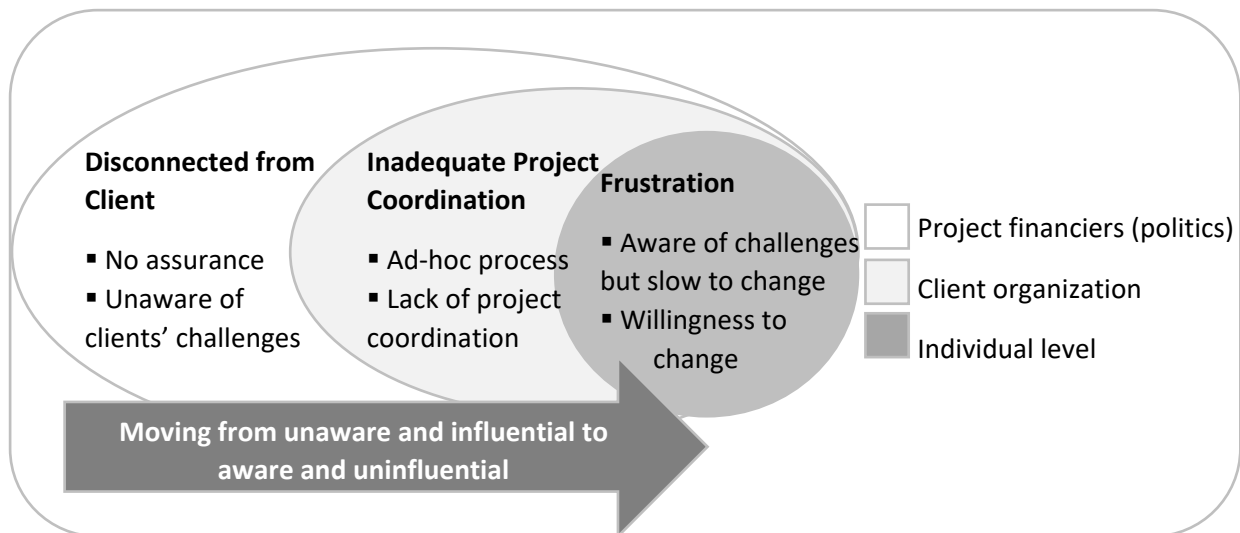 Disconnected from
Client
▪ No assurance
▪ Unaware of
clients’ challenges
Inadequate Project
Coordination
▪ Ad-hoc process
▪ Lack of project
coordination
Frustration
▪ Aware of challenges
but slow to change
▪ Willingness to
change
Project financiers (politics)
Client organization
Individual level
Moving from unaware and influential to
aware and uninfluential